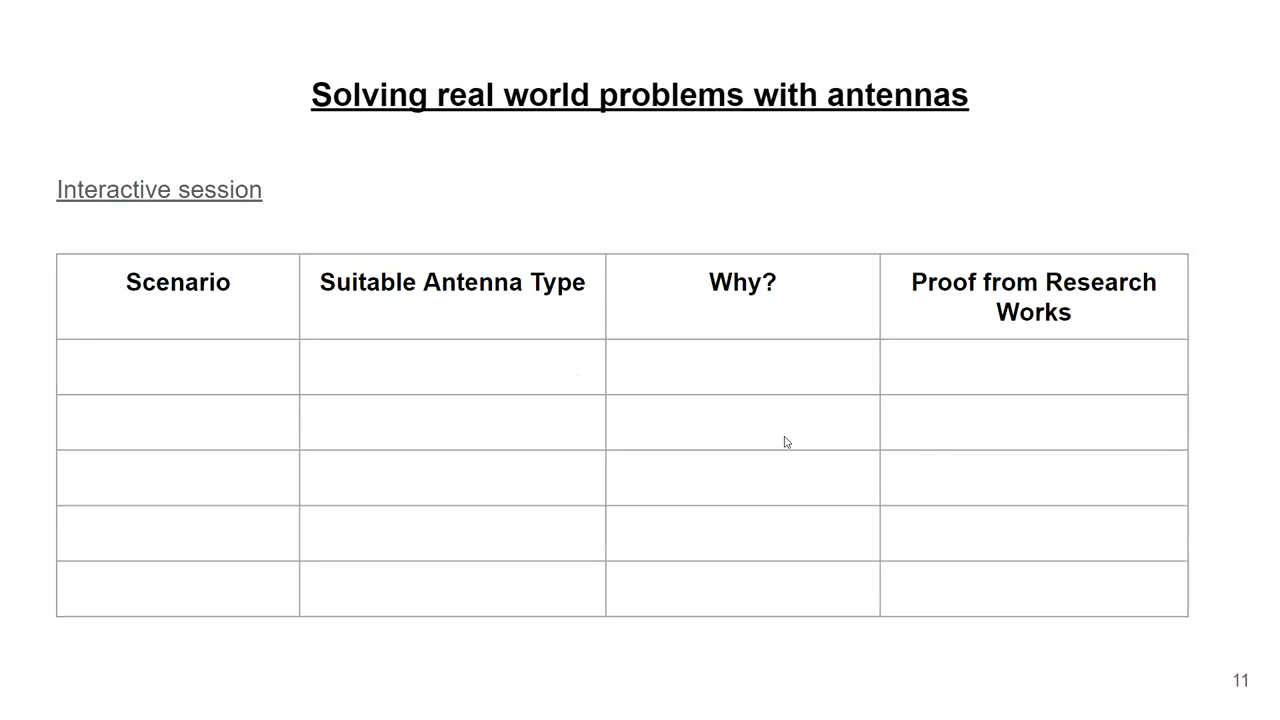 Solving real world problems with antennas
Interactive session
Scenario
Suitable Antenna Type
Why?
Proof from Research
Works
11